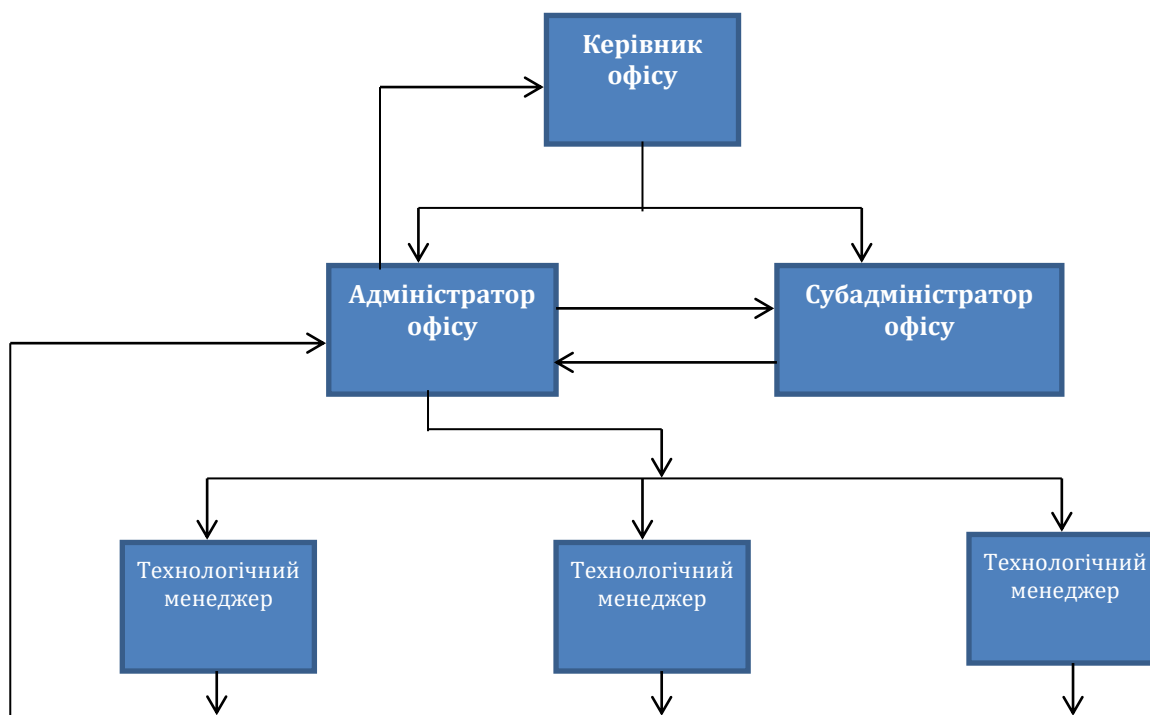 Керівник
офісу
Адміністратор
офісу
Субадміністратор
офісу
Технологічний
менеджер
Технологічний
менеджер
Технологічний
менеджер